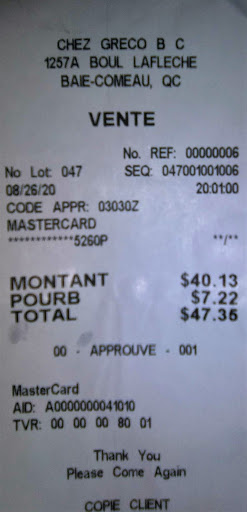 CHEZ GRECO B C
1257A BOUL LAFLECHE
BAIE-COMEAU, QC
VENTE
No. REF: 00000006
No Lot: 047 SEQ: 047001001006
08/26/20 20:01:00
CODE APPR: 03030Z
MASTERCARD
************5260P **/**
MONTANT $40.13
POURB $7.22
TOTAL $47.35
00 - APPROUVE - 001
MasterCard
AID: A0000000041010
TVR: 00 00 00 80 01
Thank You
Please Come Again
COPIE CLIENT